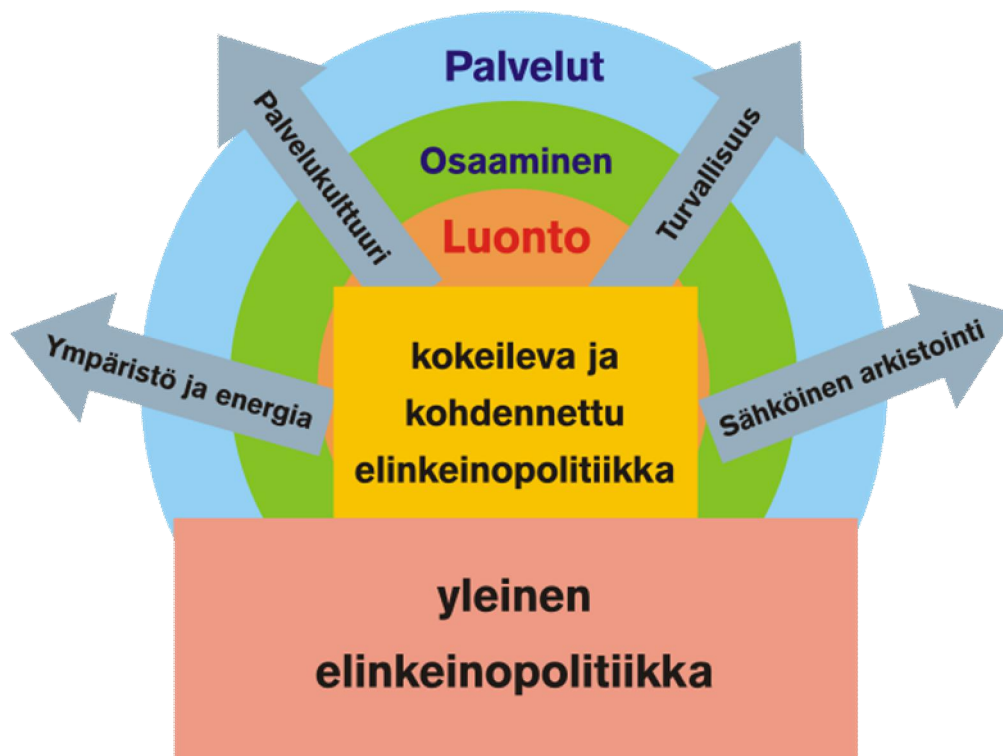 Palvelut
Osaaminen
Luonto
Palvelukulttuuri
Turvallisuus
Ympäristö ja energia
Sähköinen arkistointi
kokeileva ja
kohdennettu
elinkeinopolitiikka
yleinen
elinkeinopolitiikka